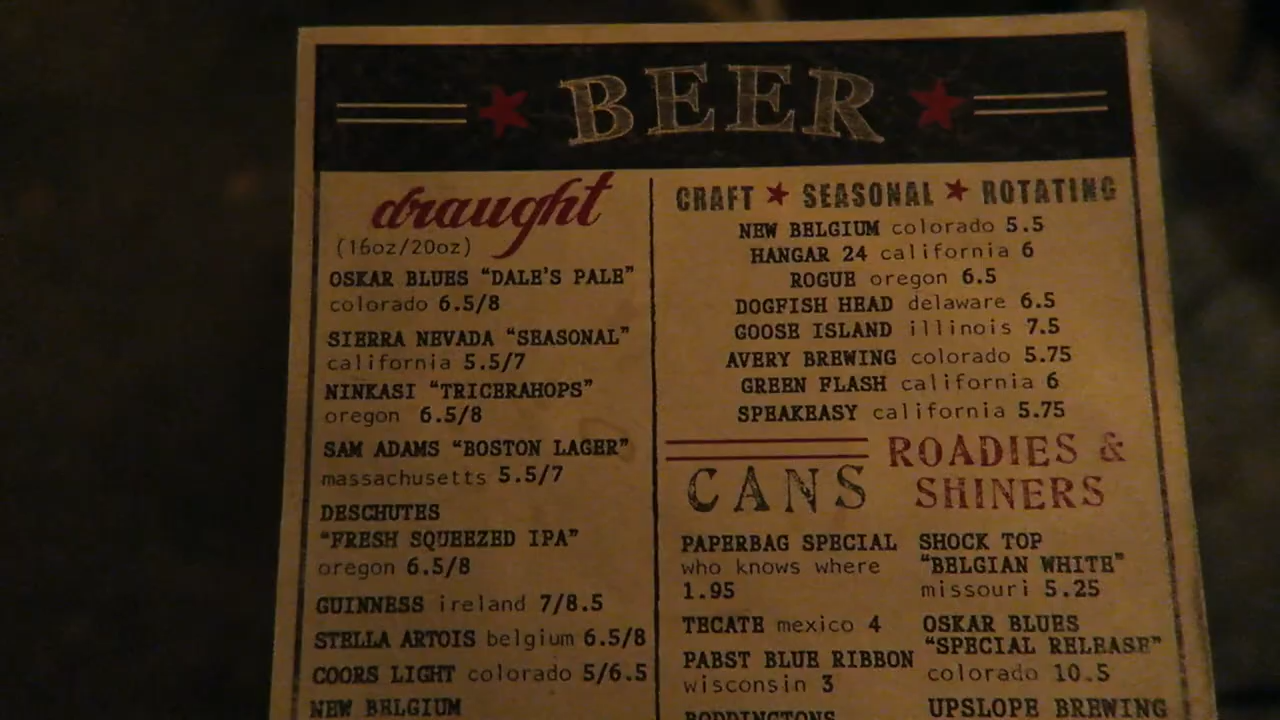 BEER
draught
(16oz/20oz)
OSKAR BLUES "DALE'S PALE"
colorado 6.5/8
SIERRA NEVADA "SEASONAL"
california 5.5/7
NINKASI "TRICERAHOPS"
oregon 6.5/8
SAM ADAMS "BOSTON LAGER"
massachusetts 5.5/7
DESCHUTES
"FRESH SQUEEZED IPA"
oregon 6.5/8
GUINNESS ireland 7/8.5
STELLA ARTOIS belgium 6.5/8
COORS LIGHT colorado 5/6.5
NEW BELGIUM
CRAFT ★ SEASONAL ★ ROTATING
NEW BELGIUM colorado 5.5
HANGAR 24 california 6
ROGUE oregon 6.5
DOGFISH HEAD delaware 6.5
GOOSE ISLAND illinois 7.5
AVERY BREWING colorado 5.75
GREEN FLASH california 6
SPEAKEASY california 5.75
CANS
ROADIES &
SHINERS
PAPERBAG SPECIAL
who knows where
1.95
TECATE mexico 4
PABST BLUE RIBBON
wisconsin 3
BODDINGTONS
SHOCK TOP
"BELGIAN WHITE"
missouri 5.25
OSKAR BLUES
"SPECIAL RELEASE"
colorado 10.5
UPSLOPE BREWING